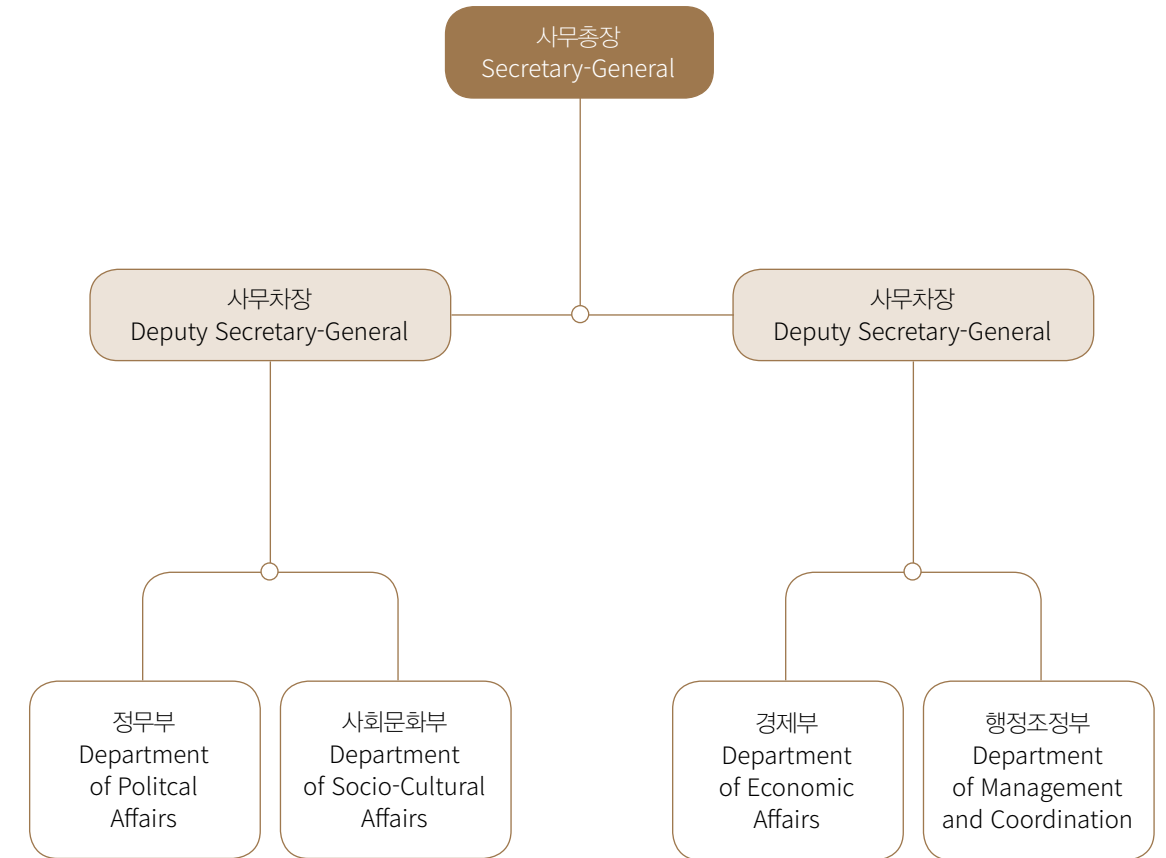 사무총장
Secretary-General
사무차장
Deputy Secretary-General
사무차장
Deputy Secretary-General
정무부
Department
of Politcal
Affairs
사회문화부
Department
of Socio-Cultural
Affairs
경제부
Department
of Economic
Affairs
행정조정부
Department
of Management
and Coordination